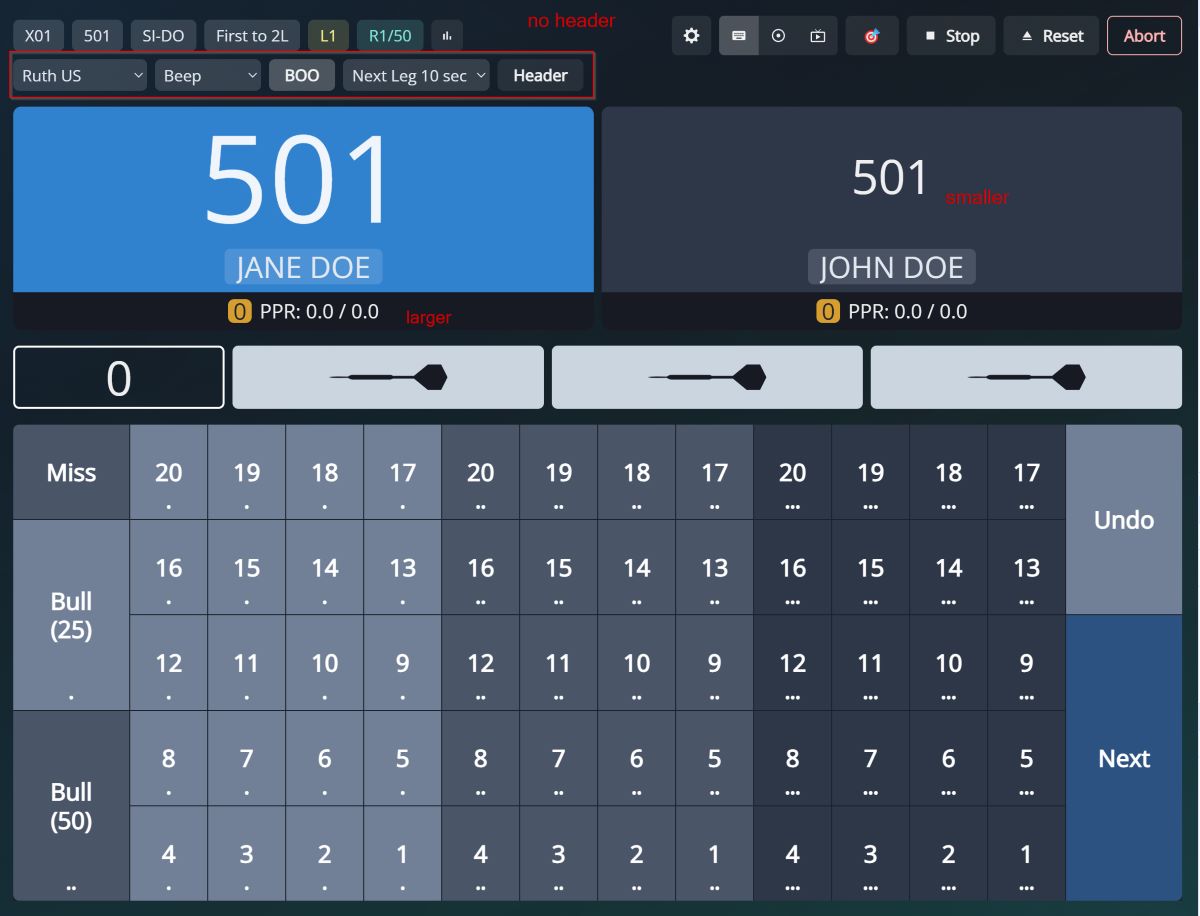 X01 501 SI-DO First to 2L L1 R1/50 no header Stop Reset Abort
Ruth US Beep BOO Next Leg 10 sec Header
501 501 smaller
JANE DOE JOHN DOE
0 PPR: 0.0 / 0.0 larger 0 PPR: 0.0 / 0.0
0
Miss 20 19 18 17 20 19 18 17 20 19 18 17 Undo
. . . . .. .. .. .. ... ... ... ...
Bull (25) 16 15 14 13 16 15 14 13 16 15 14 13
. . . . .. .. .. .. ... ... ... ...
12 11 10 9 12 11 10 9 12 11 10 9
. . . . . .. .. .. .. ... ... ... ...
Bull (50) 8 7 6 5 8 7 6 5 8 7 6 5 Next
. . . . .. .. .. .. ... ... ... ...
4 3 2 1 4 3 2 1 4 3 2 1
.. . . . . .. .. .. .. ... ... ... ...